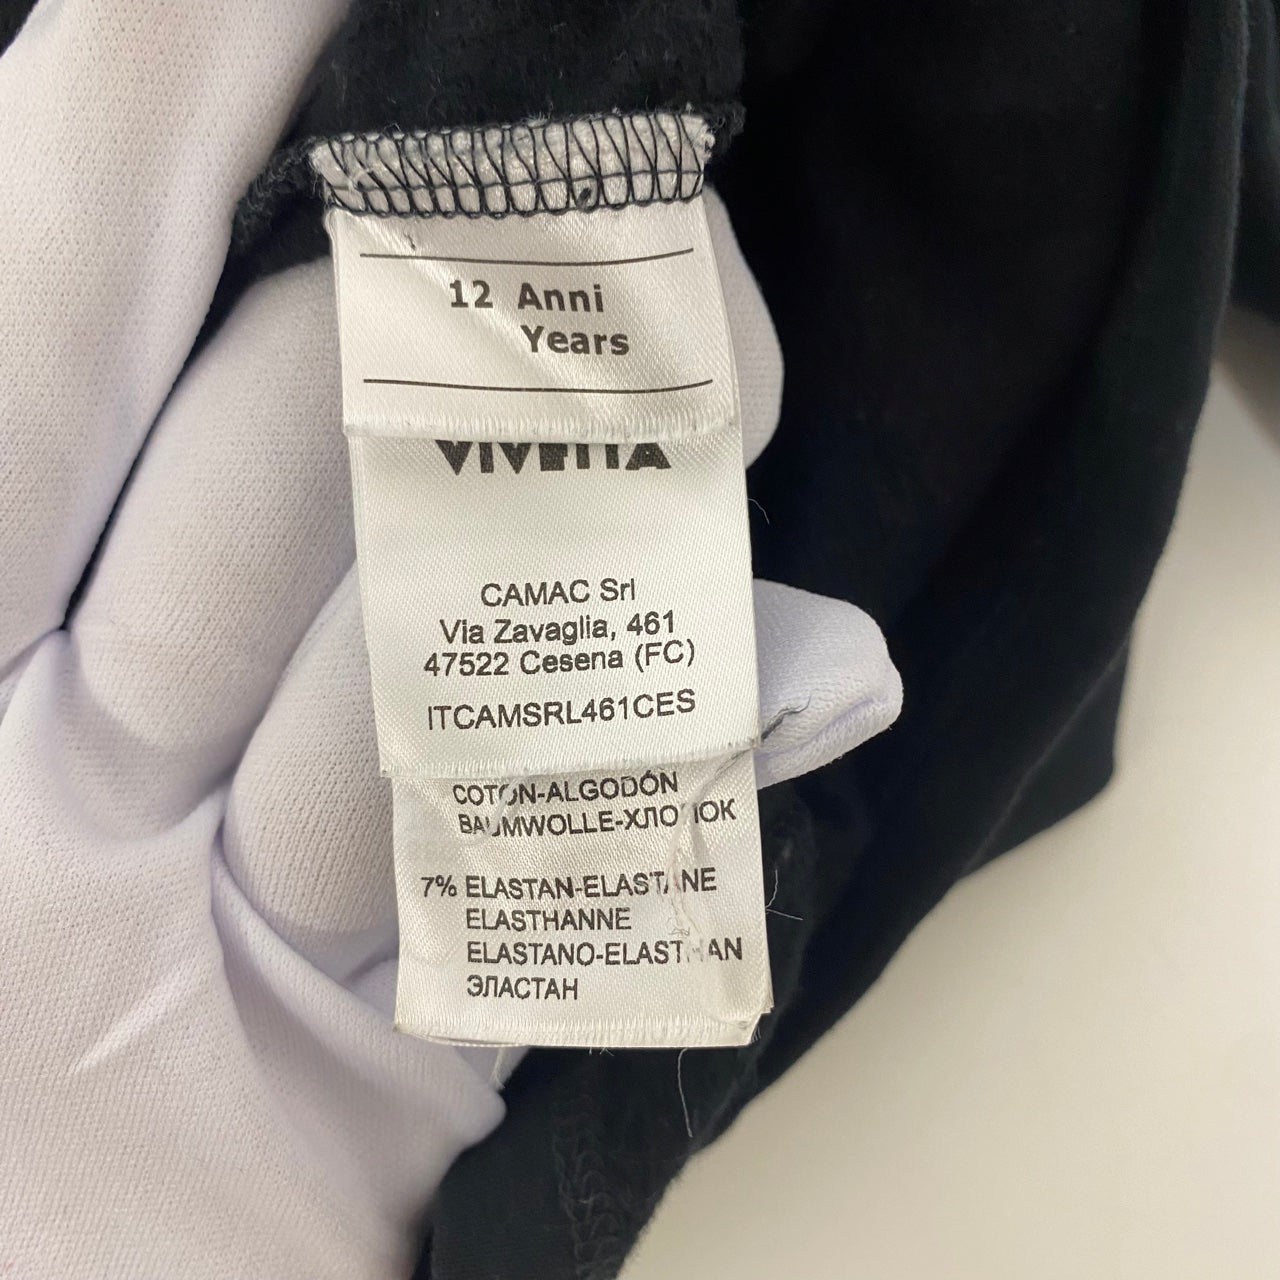 12 Anni
Years
VIVETTA
CAMAC Srl
Via Zavaglia, 461
47522 Cesena (FC)
ITCAMSRL461CES
COTON-ALGODÓN
BAUMWOLLE-ХЛОПОК
7% ELASTAN-ELASTANE
ELASTHANNE
ELASTANO-ELASTHAN
ЭЛАСТАН